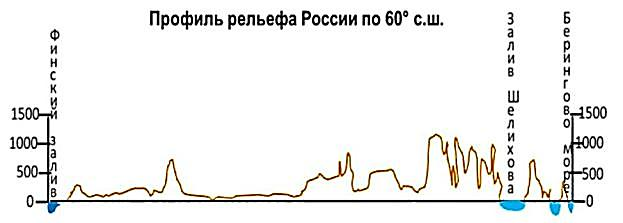 Профиль рельефа России по 60° с.ш.
Финский залив
Залив Шелихова
Берингово море
1500
1000
500
0
1500
1000
500
0